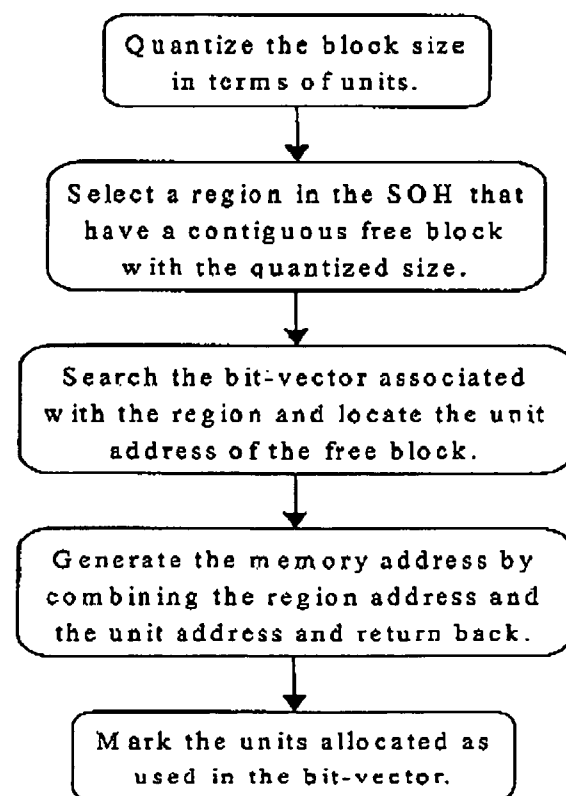 Quantize the block size
in terms of units.
Select a region in the SOH that
have a contiguous free block
with the quantized size.
Search the bit-vector associated
with the region and locate the unit
address of the free block.
Generate the memory address by
combining the region address and
the unit address and return back.
Mark the units allocated as
used in the bit-vector.